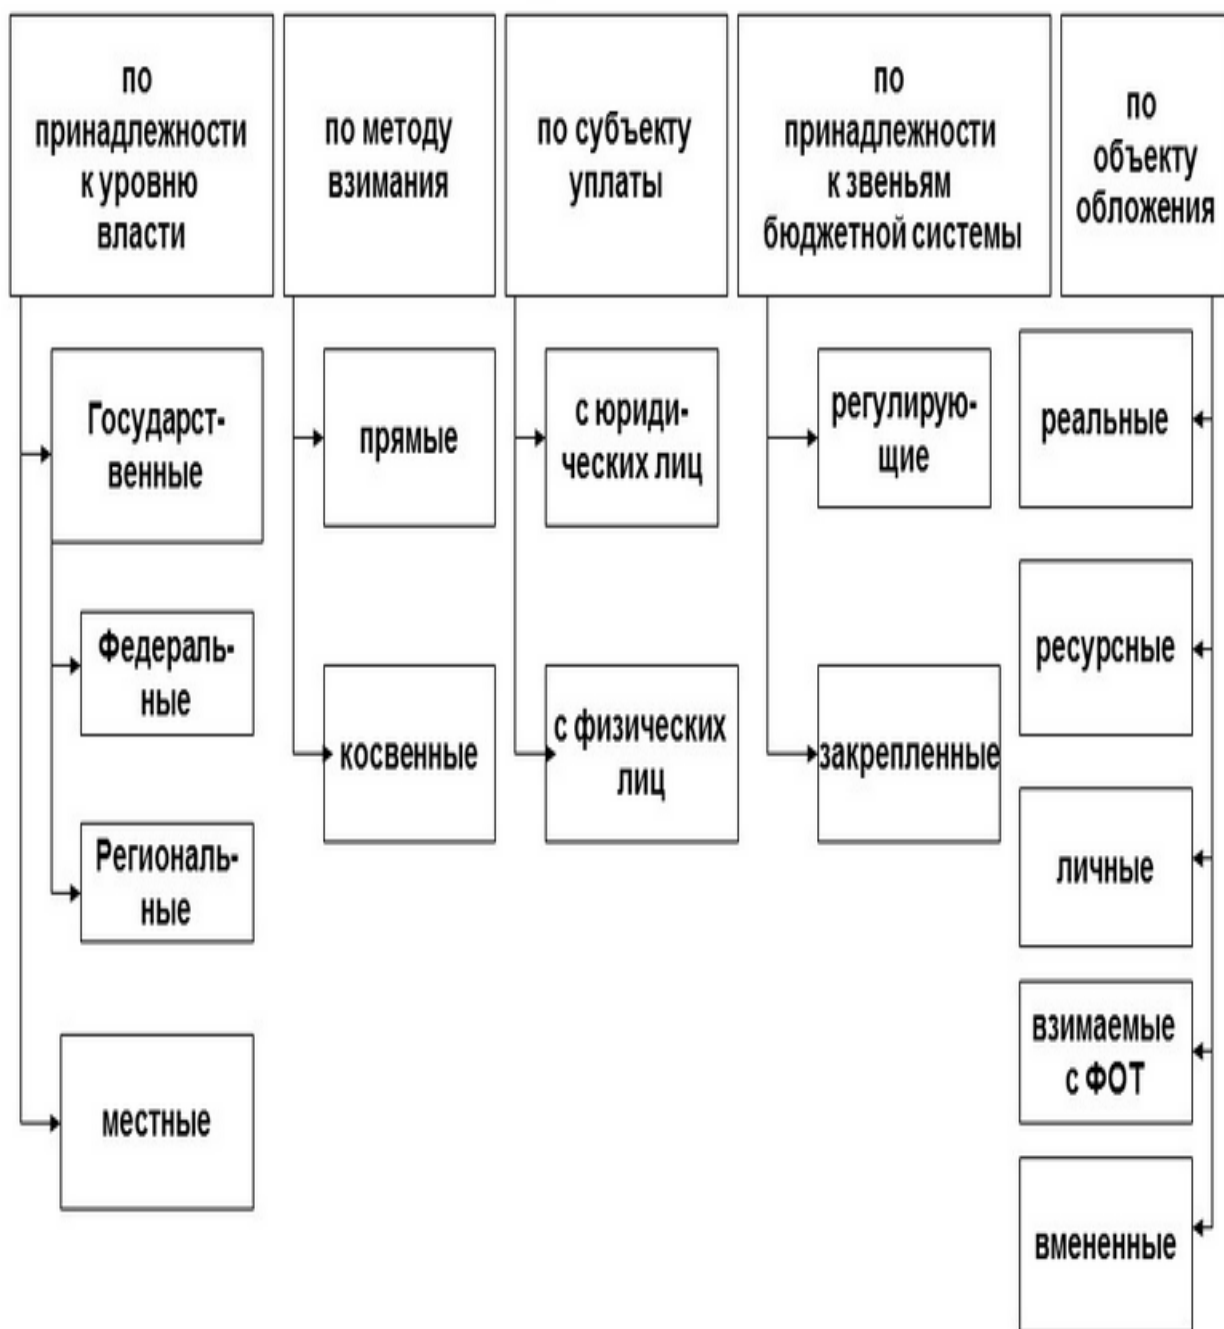 по
принадлежности
к уровню
власти
по методу
взимания
по субъекту
уплаты
по
принадлежности
к звеньям
бюджетной системы
по
объекту
обложения
Государст-
венные
Федераль-
ные
Региональ-
ные
местные
прямые
косвенные
с юриди-
ческих лиц
с физических
лиц
регулирую-
щие
закрепленные
реальные
ресурсные
личные
взимаемые
с ФОТ
вмененные